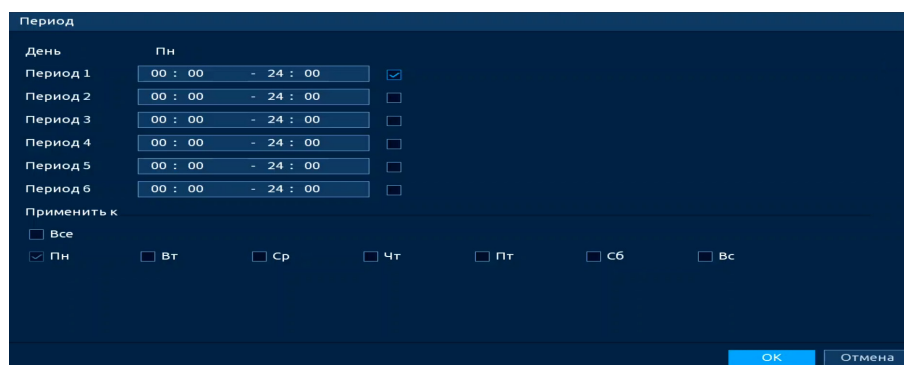 Период
День Пн
Период 1 00 : 00 - 24 : 00
Период 2 00 : 00 - 24 : 00
Период 3 00 : 00 - 24 : 00
Период 4 00 : 00 - 24 : 00
Период 5 00 : 00 - 24 : 00
Период 6 00 : 00 - 24 : 00
Применить к
Все
Пн Вт Ср Чт Пт Сб Вс
OK Отмена